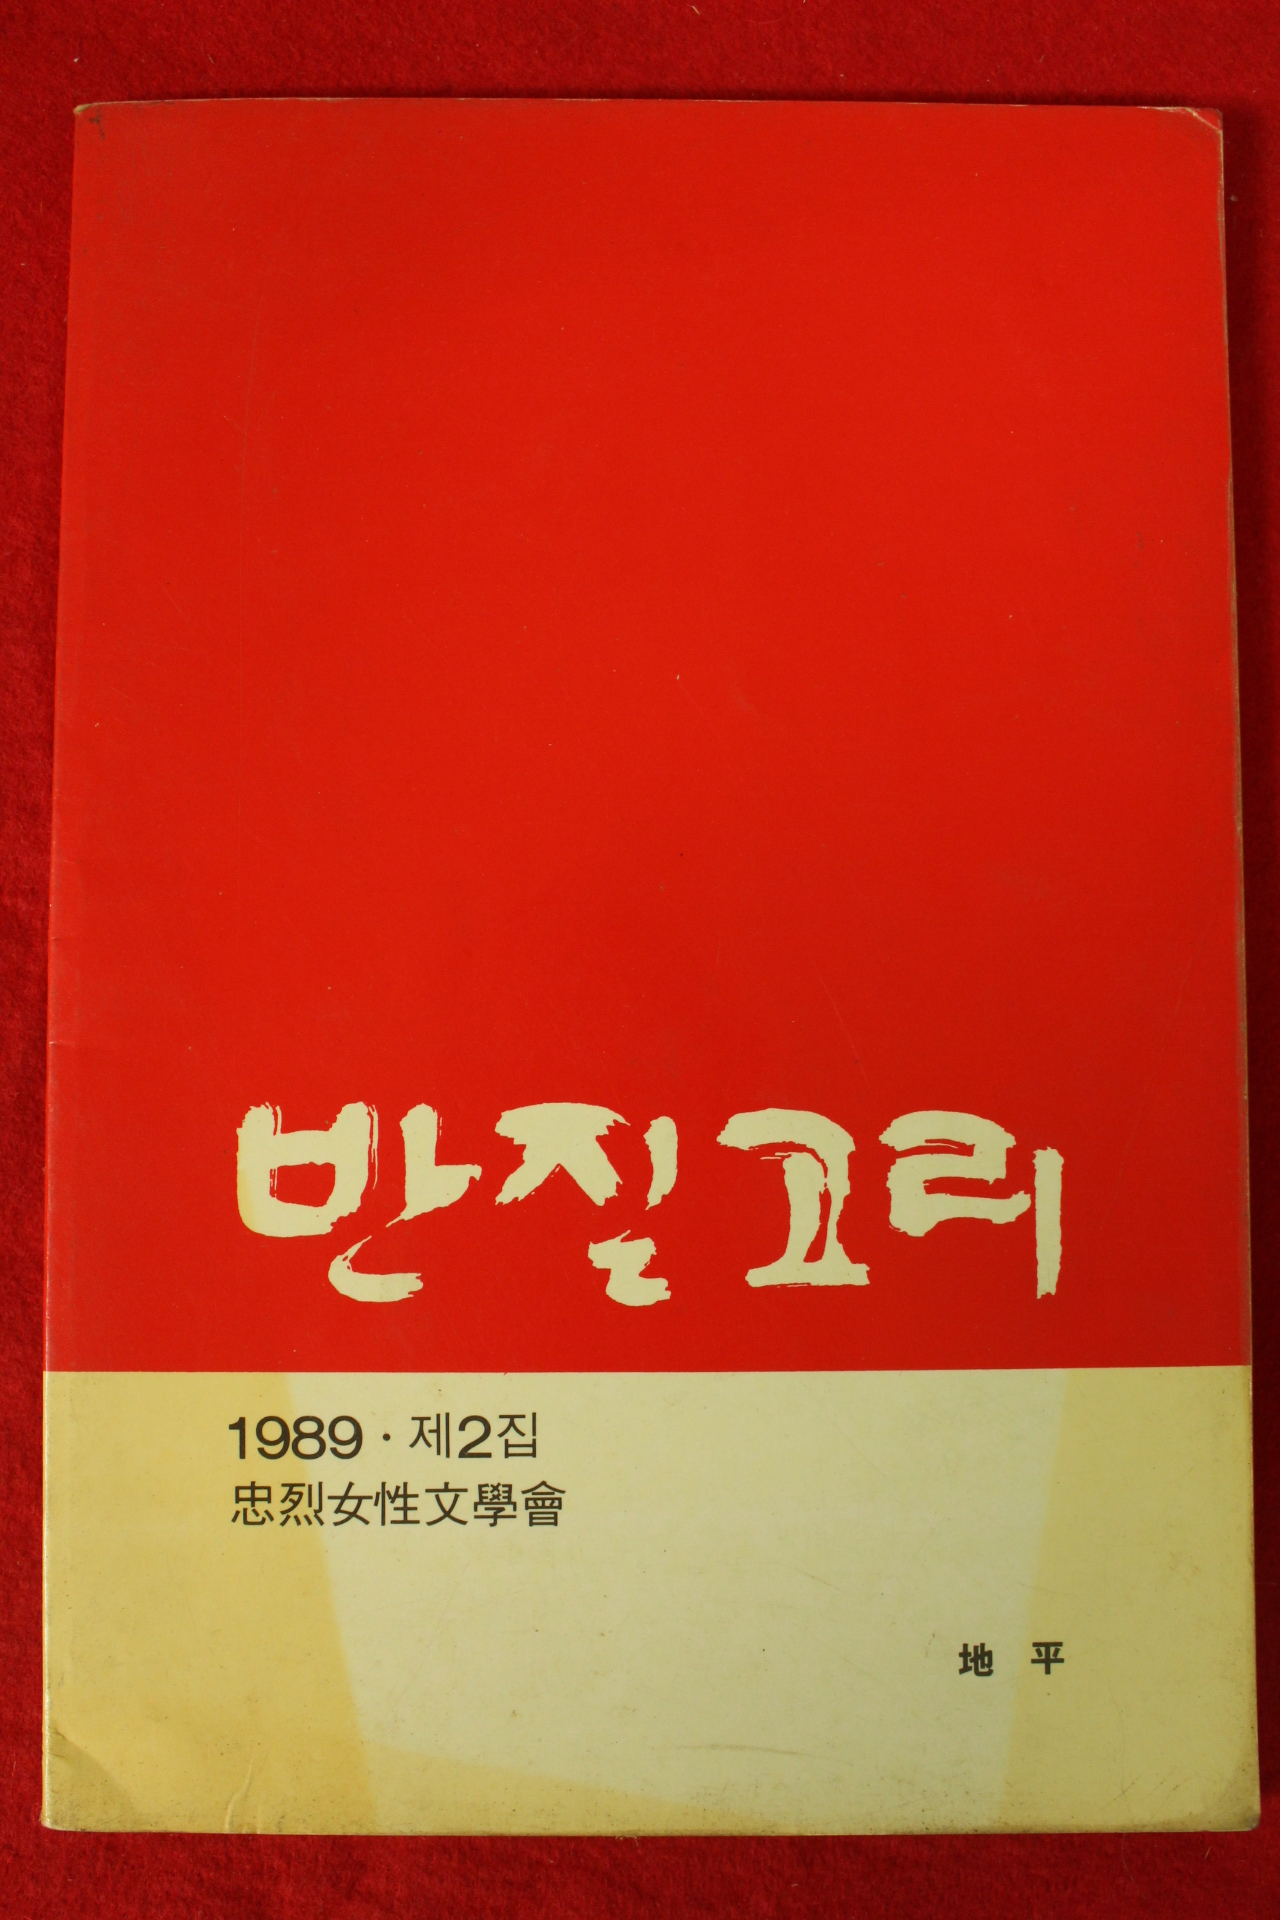 반짇고리
1989 · 제2집
忠烈女性文學會
地平